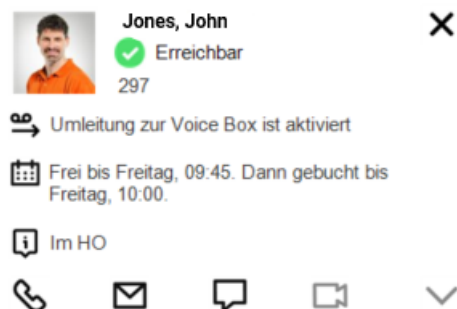 Jones, John
Erreichbar
297
Umleitung zur Voice Box ist aktiviert
Frei bis Freitag, 09:45. Dann gebucht bis
Freitag, 10:00.
Im HO